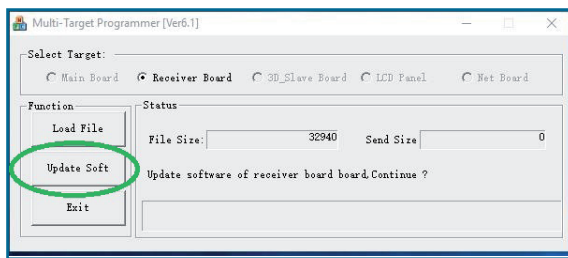 Multi-Target Programmer [Ver6.1]
Select Target:
Main Board Receiver Board 3D_Slave Board LCD Panel Net Board
Function
Load File
Update Soft
Exit
Status
File Size: 32940 Send Size 0
Update software of receiver board board,Continue ?